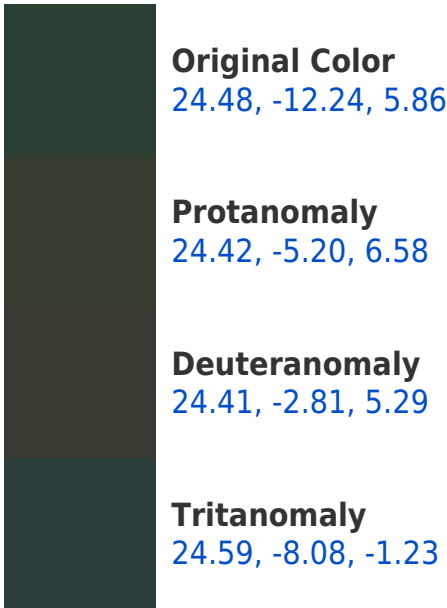 Original Color
24.48, -12.24, 5.86
Protanomaly
24.42, -5.20, 6.58
Deuteranomaly
24.41, -2.81, 5.29
Tritanomaly
24.59, -8.08, -1.23